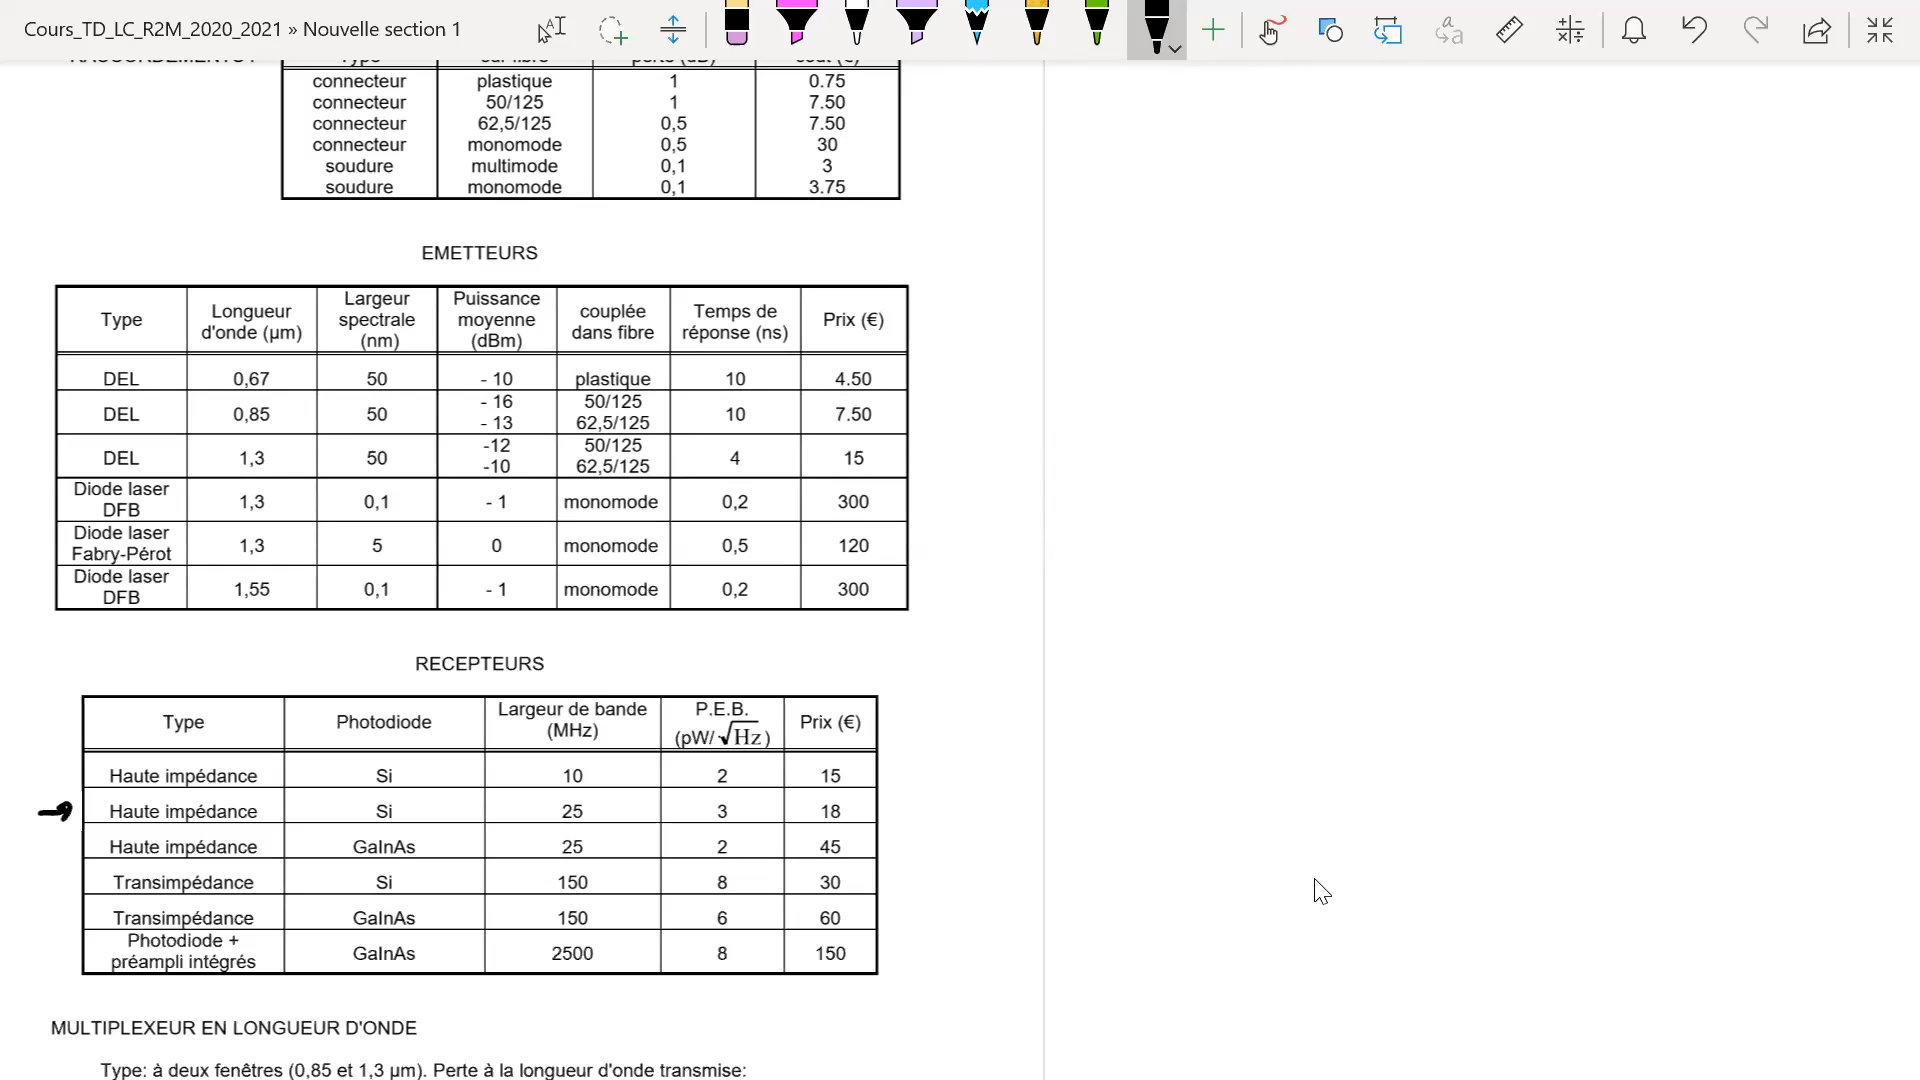 Cours_TD_LC_R2M_2020_2021 » Nouvelle section 1
RACCORDEMENTS : Type sur fibre perte (dB) coût (€)
connecteur plastique 1 0.75
connecteur 50/125 1 7.50
connecteur 62,5/125 0,5 7.50
connecteur monomode 0,5 30
soudure multimode 0,1 3
soudure monomode 0,1 3.75
EMETTEURS
Type Longueur d'onde (µm) Largeur spectrale (nm) Puissance moyenne (dBm) couplée dans fibre Temps de réponse (ns) Prix (€)
DEL 0,67 50 - 10 plastique 10 4.50
DEL 0,85 50 - 16 50/125 10 7.50
- 13 62,5/125
DEL 1,3 50 -12 50/125 4 15
-10 62,5/125
Diode laser DFB 1,3 0,1 - 1 monomode 0,2 300
Diode laser Fabry-Pérot 1,3 5 0 monomode 0,5 120
Diode laser DFB 1,55 0,1 - 1 monomode 0,2 300
RECEPTEURS
Type Photodiode Largeur de bande (MHz) P.E.B. (pW/√Hz) Prix (€)
Haute impédance Si 10 2 15
Haute impédance Si 25 3 18
Haute impédance GaInAs 25 2 45
Transimpédance Si 150 8 30
Transimpédance GaInAs 150 6 60
Photodiode + préampli intégrés GaInAs 2500 8 150
MULTIPLEXEUR EN LONGUEUR D'ONDE
Type: à deux fenêtres (0,85 et 1,3 µm). Perte à la longueur d'onde transmise: